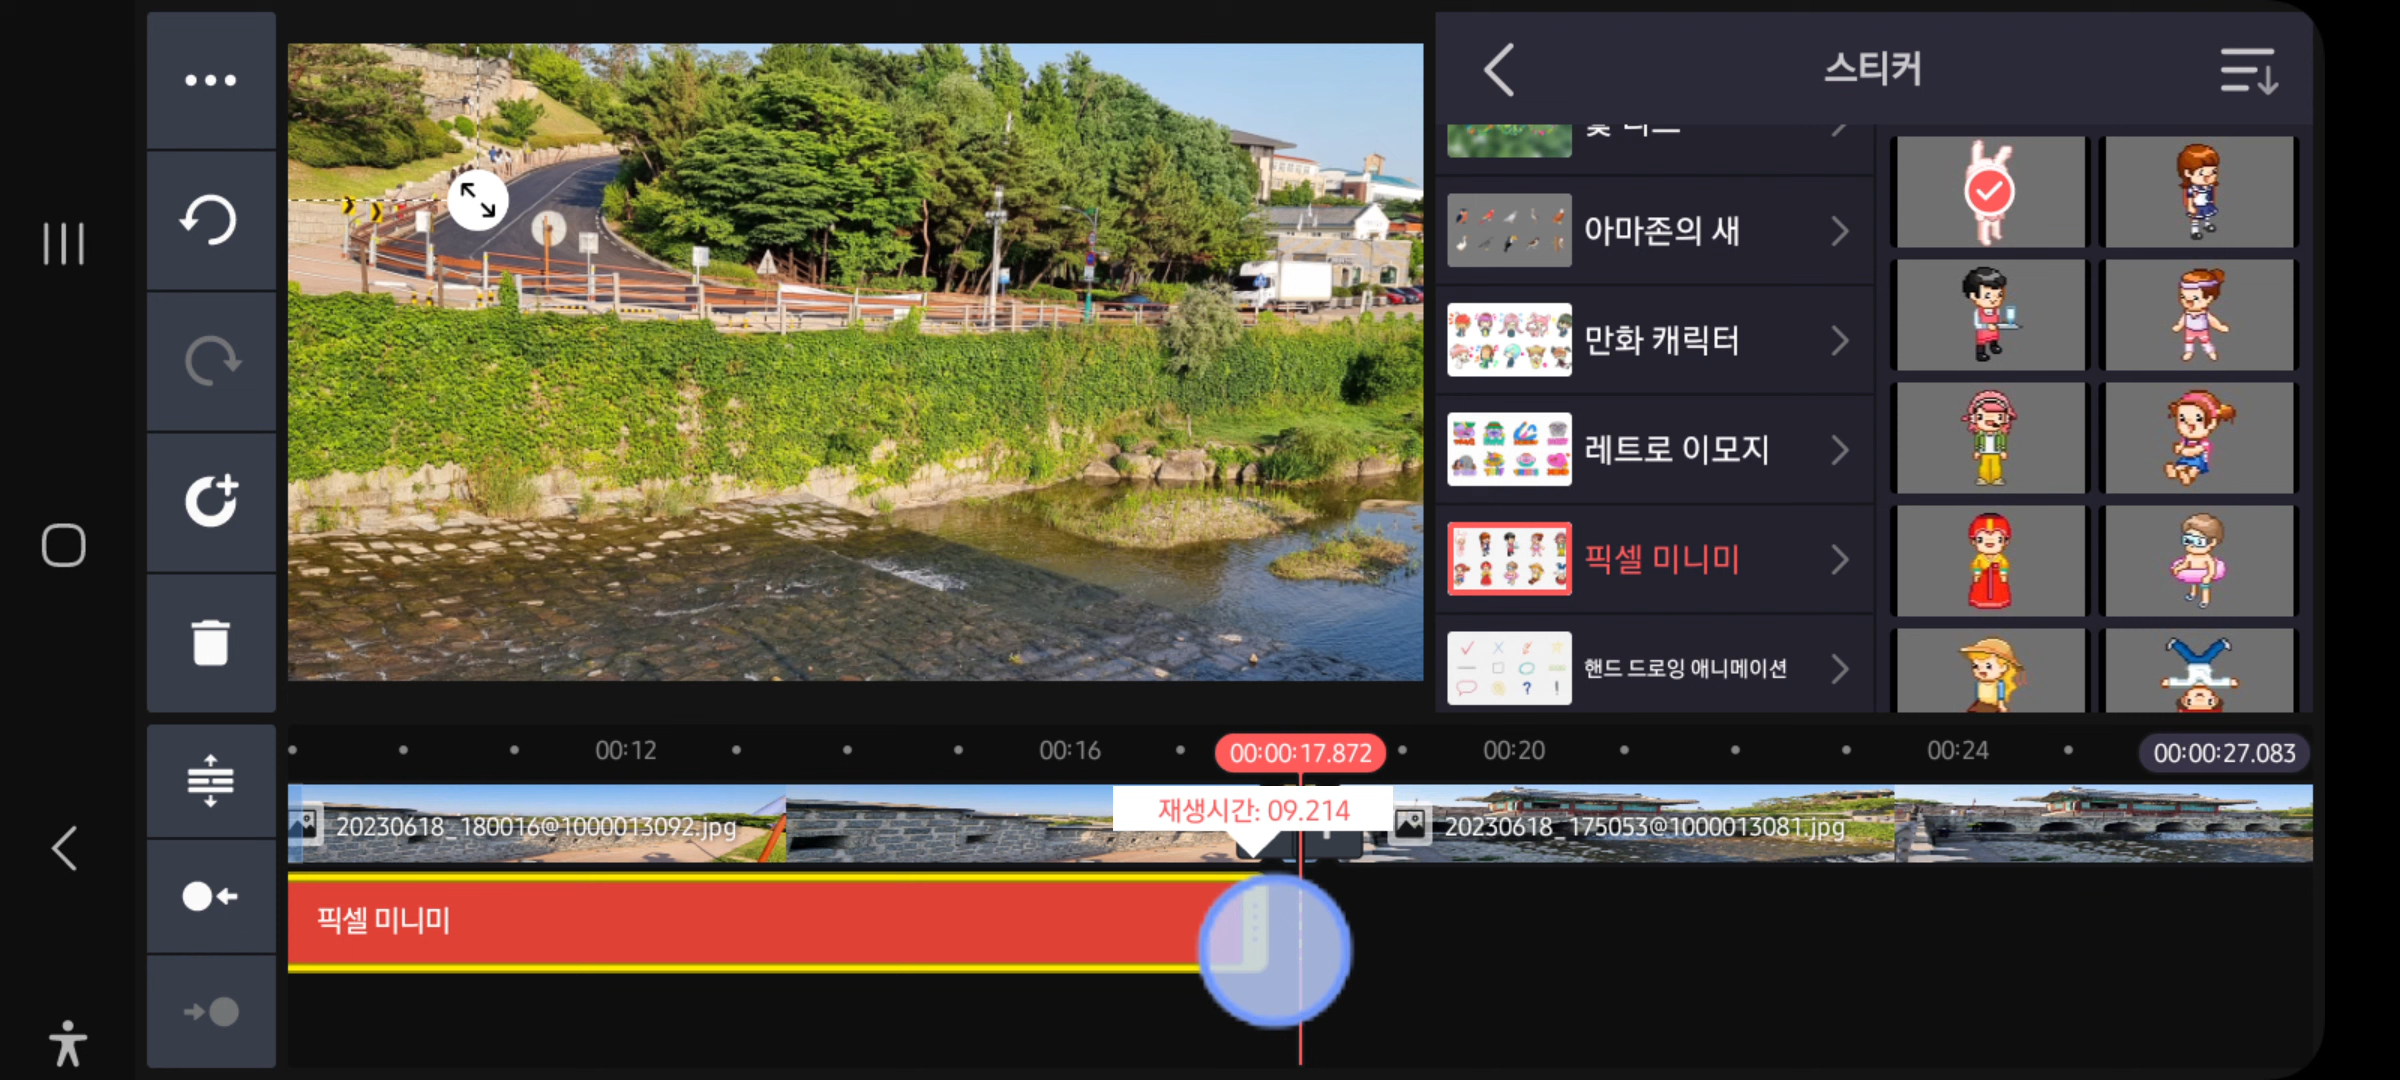 스티커
아마존의 새
만화 캐릭터
레트로 이모지
픽셀 미니미
핸드 드로잉 애니메이션
00:12
00:16
00:00:17.872
00:20
00:24
00:00:27.083
재생시간: 09.214
20230618_180016@1000013092.jpg
20230618_175053@1000013081.jpg
픽셀 미니미